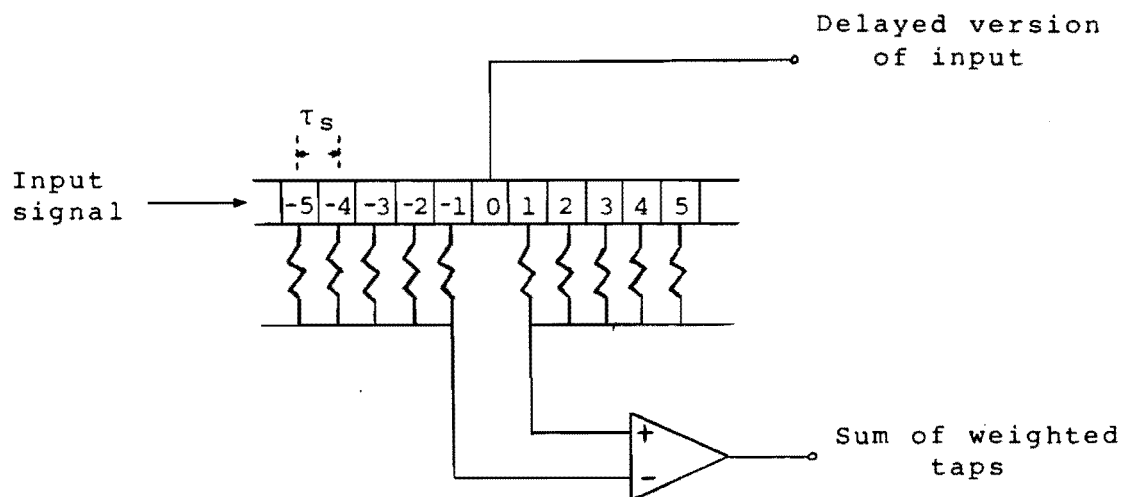 Delayed version
of input
τs
Input
signal
-5 -4 -3 -2 -1 0 1 2 3 4 5
+
-
Sum of weighted
taps